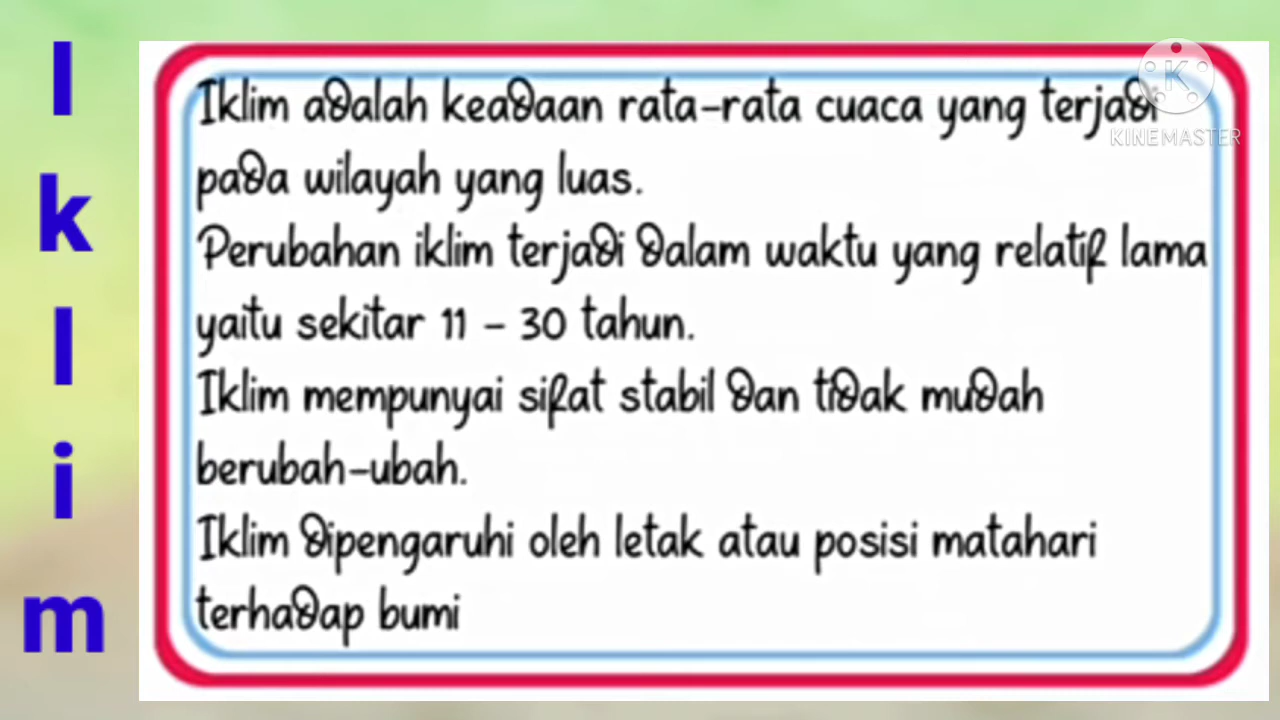 Iklim
Iklim adalah keadaan rata-rata cuaca yang terjadi
pada wilayah yang luas.
Perubahan iklim terjadi dalam waktu yang relatif lama
yaitu sekitar 11 - 30 tahun.
Iklim mempunyai sifat stabil dan tidak mudah
berubah-ubah.
Iklim dipengaruhi oleh letak atau posisi matahari
terhadap bumi
K
KINEMASTER